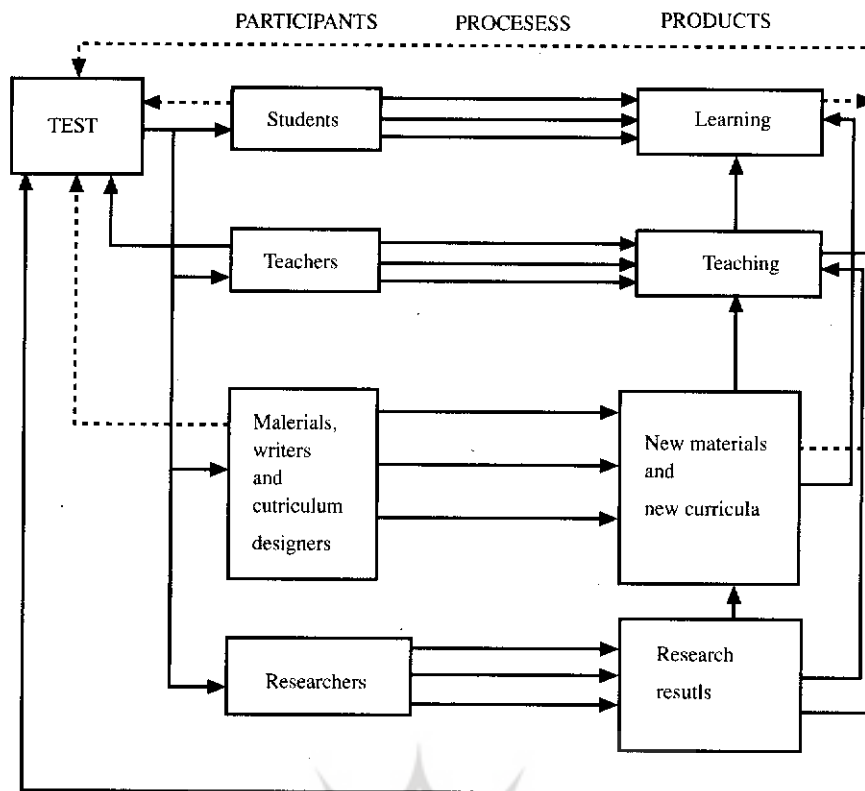 PARTICIPANTS PROCESESS PRODUCTS
TEST
Students
Learning
Teachers
Teaching
Malerials,
writers
and
cutriculum
designers
New materials
and
new curricula
Researchers
Research
resutls